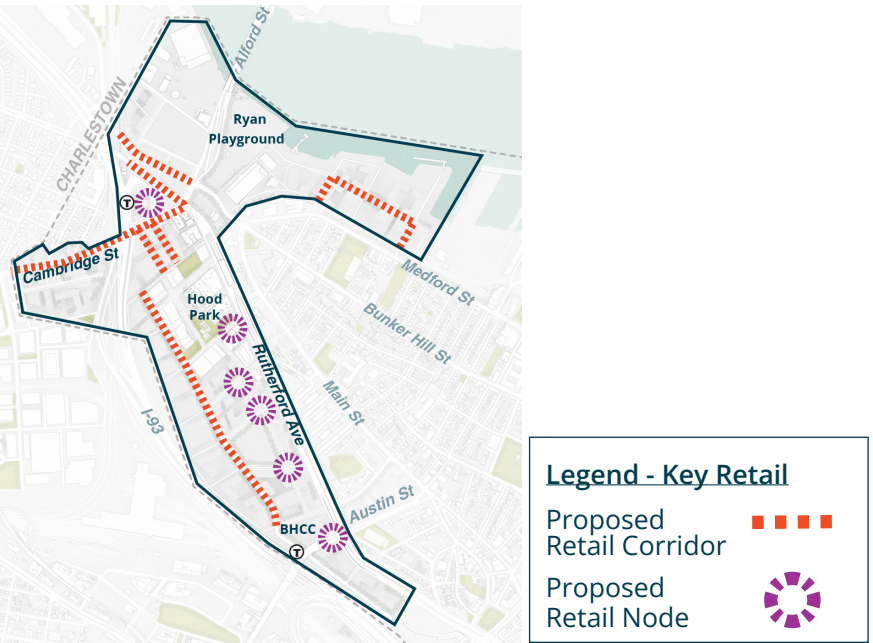 Alford St
CHARLESTOWN
Ryan
Playground
T
Cambridge St
Medford St
Hood
Park
Bunker Hill St
Rutherford Ave
Main St
I-93
Austin St
BHCC
T
Legend - Key Retail
Proposed
Retail Corridor
Proposed
Retail Node